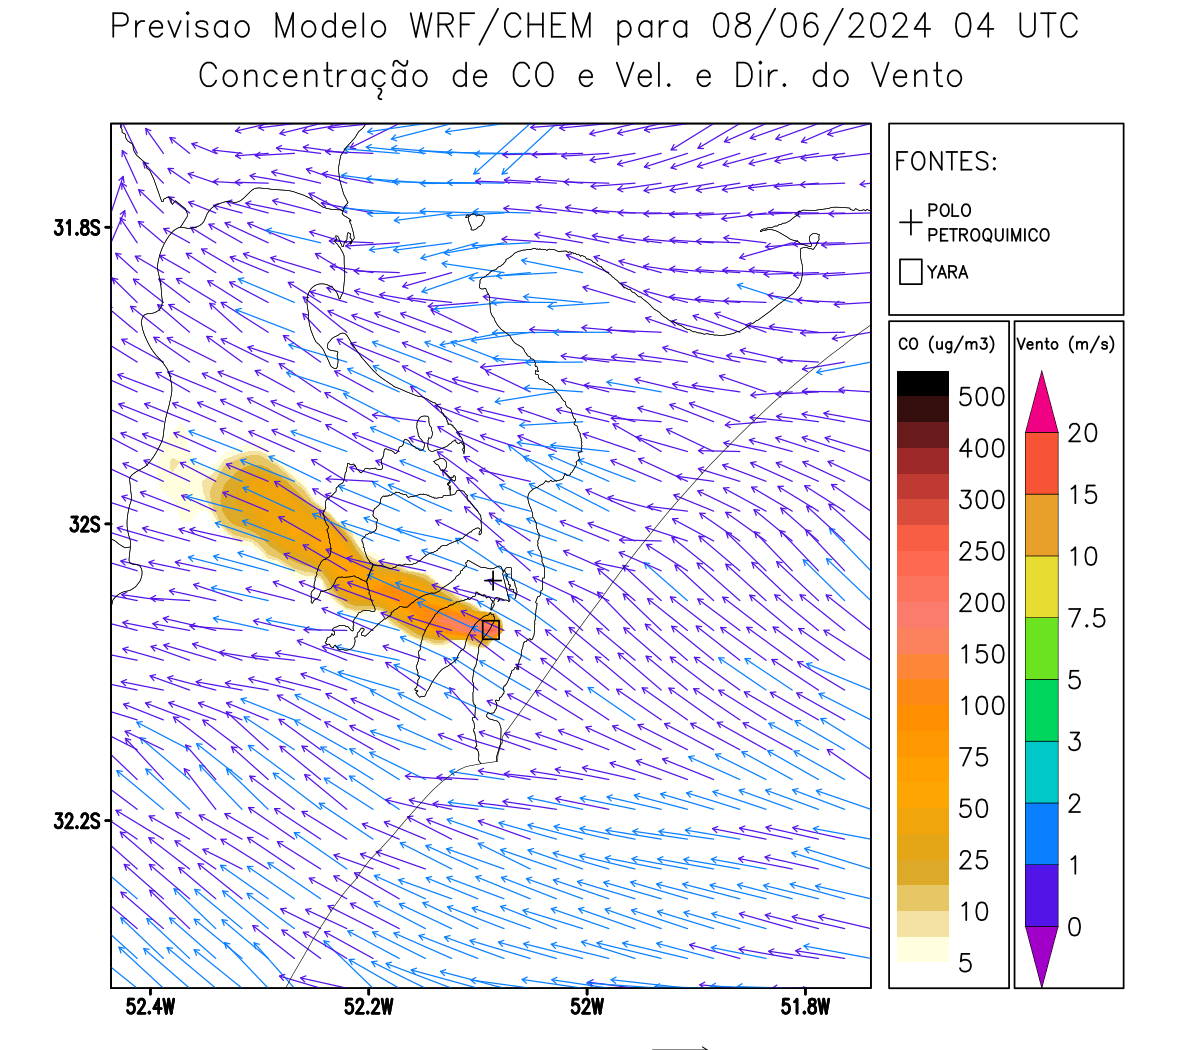 Previsao Modelo WRF/CHEM para 08/06/2024 04 UTC
Concentração de CO e Vel. e Dir. do Vento
FONTES:
POLO
PETROQUIMICO
YARA
CO (ug/m3)
500
400
300
250
200
150
100
75
50
25
10
5
Vento (m/s)
20
15
10
7.5
5
3
2
1
0
31.8S
32S
32.2S
52.4W
52.2W
52W
51.8W